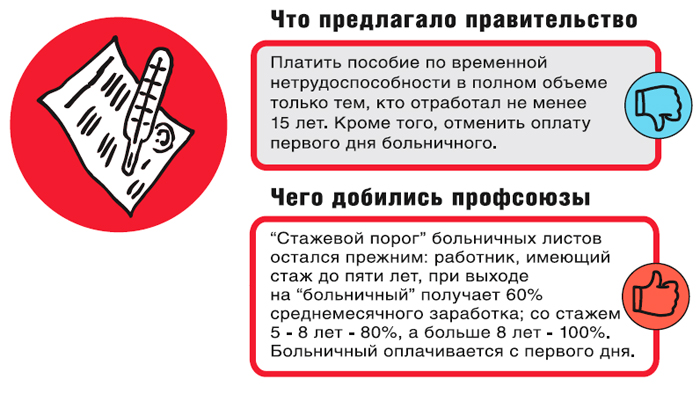 Что предлагало правительство
Платить пособие по временной
нетрудоспособности в полном объеме
только тем, кто отработал не менее
15 лет. Кроме того, отменить оплату
первого дня больничного.
Чего добились профсоюзы
“Стажевой порог” больничных листов
остался прежним: работник, имеющий
стаж до пяти лет, при выходе
на “больничный” получает 60%
среднемесячного заработка; со стажем
5 - 8 лет - 80%, а больше 8 лет - 100%.
Больничный оплачивается с первого дня.